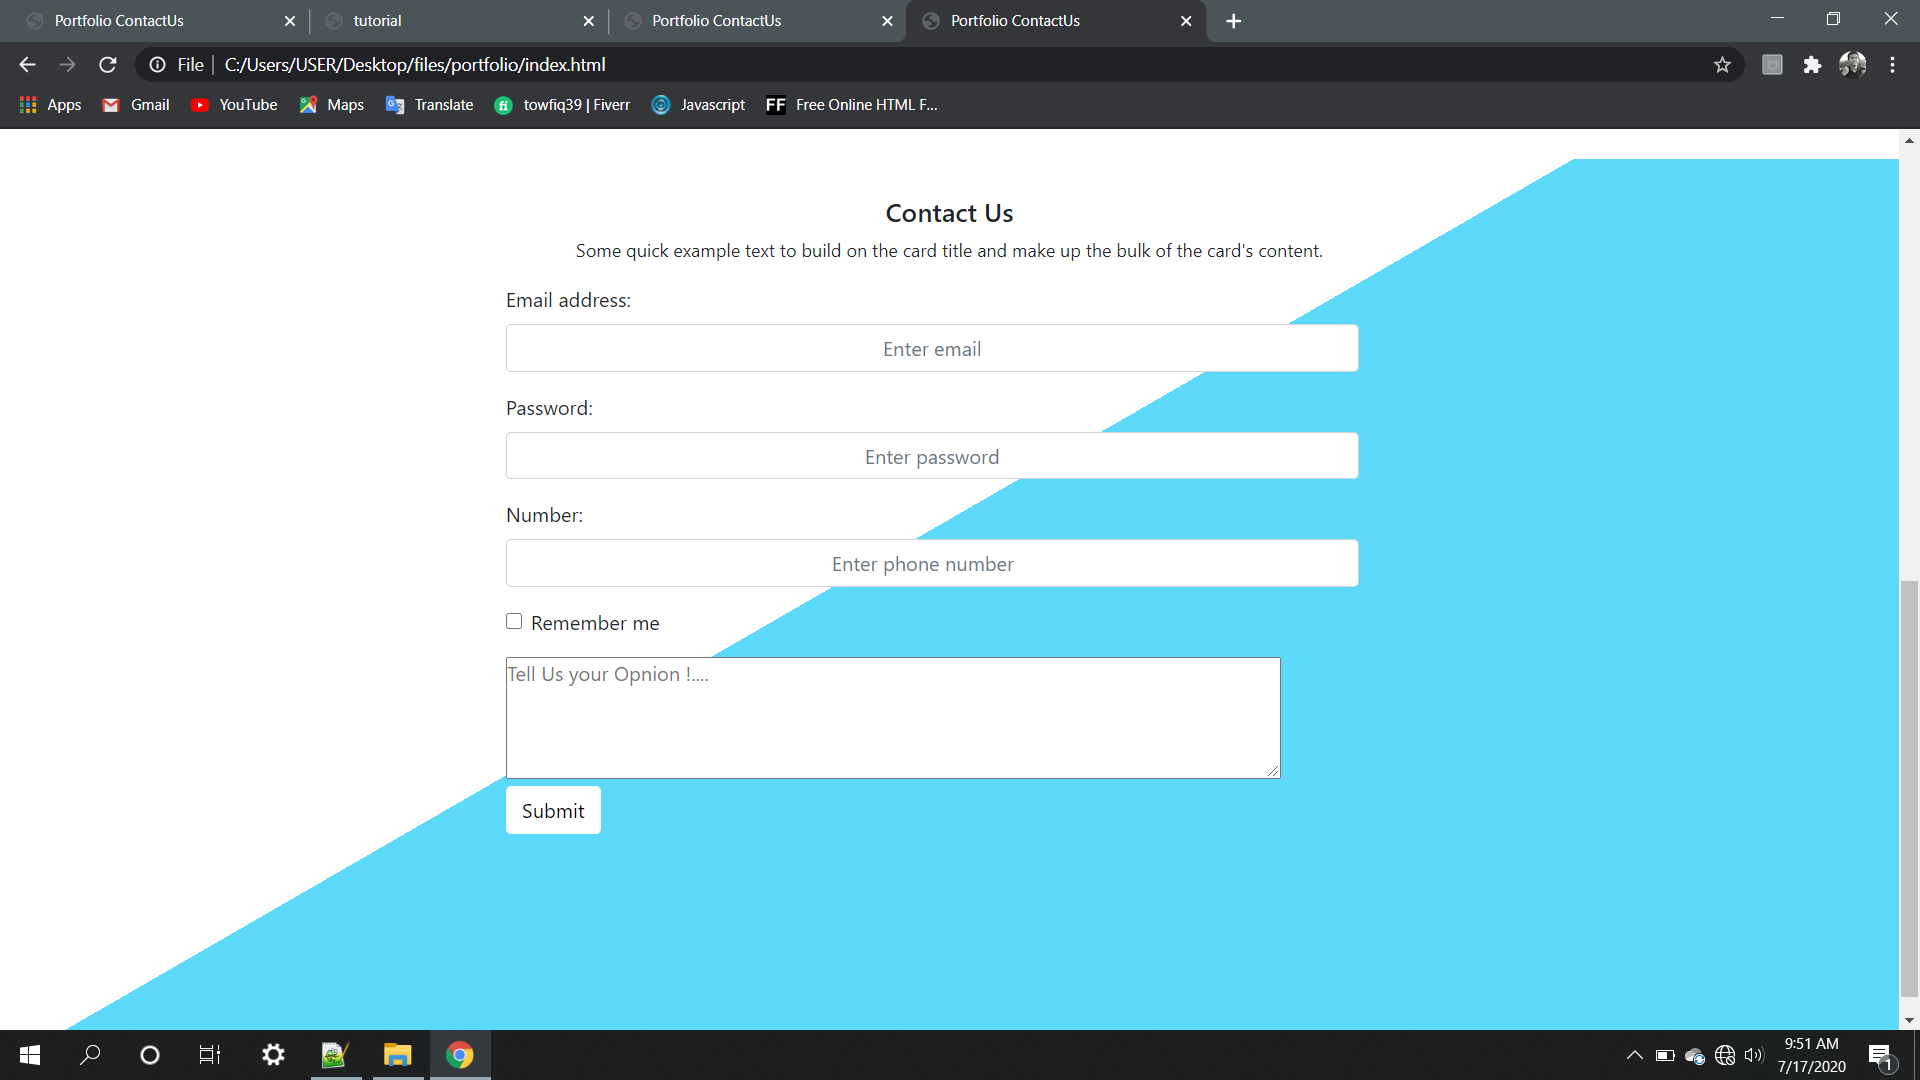 Portfolio ContactUs
tutorial
Portfolio ContactUs
Portfolio ContactUs
File
C:/Users/USER/Desktop/files/portfolio/index.html
Apps
Gmail
YouTube
Maps
Translate
fi
towfiq39 | Fiverr
Javascript
FF
Free Online HTML F...
Contact Us
Some quick example text to build on the card title and make up the bulk of the card's content.
Email address:
Enter email
Password:
Enter password
Number:
Enter phone number
Remember me
Tell Us your Opnion !....
Submit
9:51 AM
7/17/2020
1